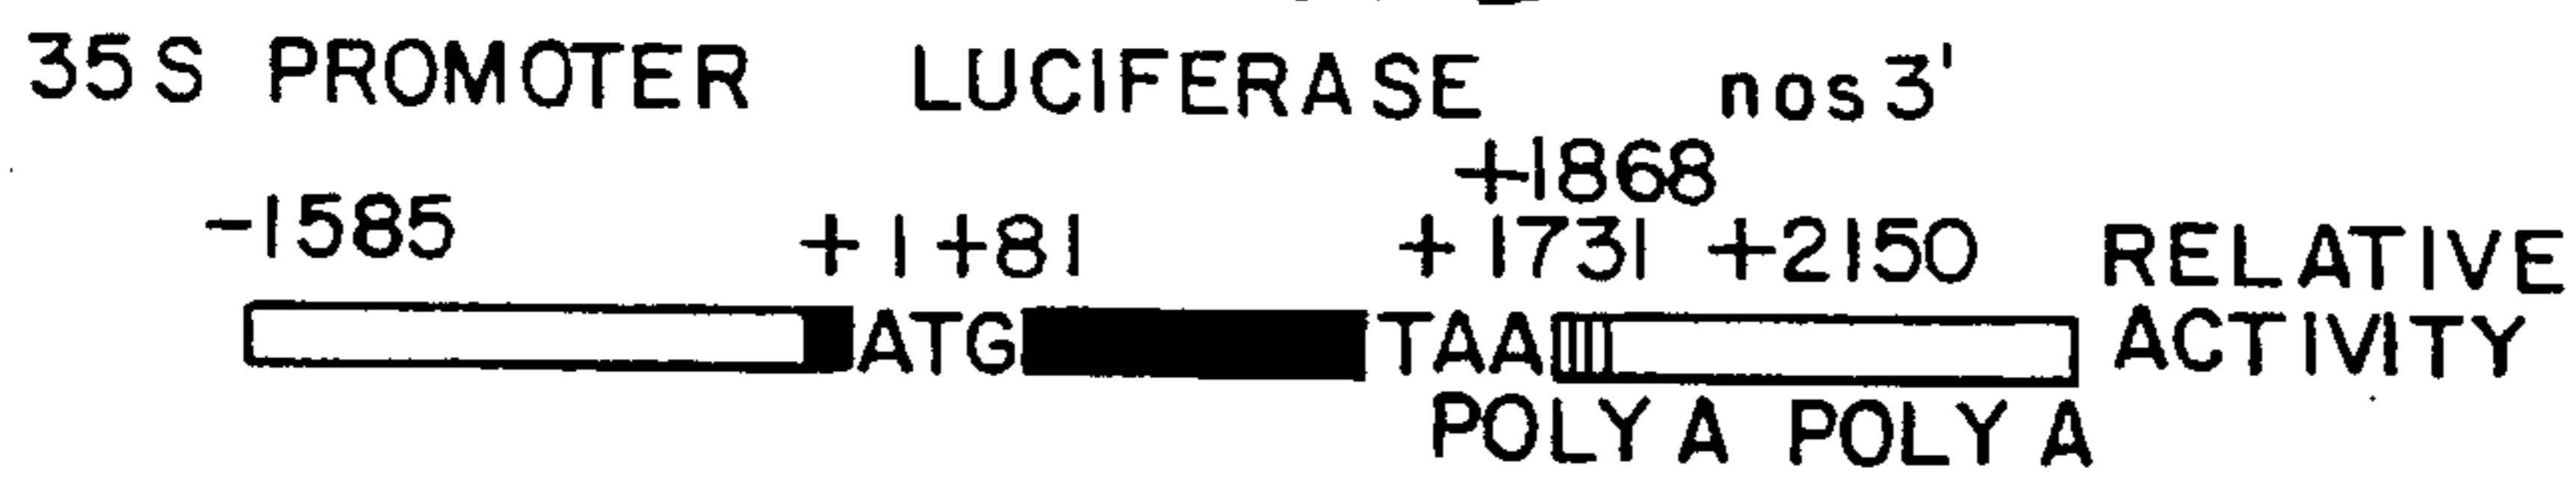 35S PROMOTER LUCIFERASE nos3'
+1868
-1585 +1 +81 +1731 +2150 RELATIVE
ATG TAA ACTIVITY
POLY A POLY A